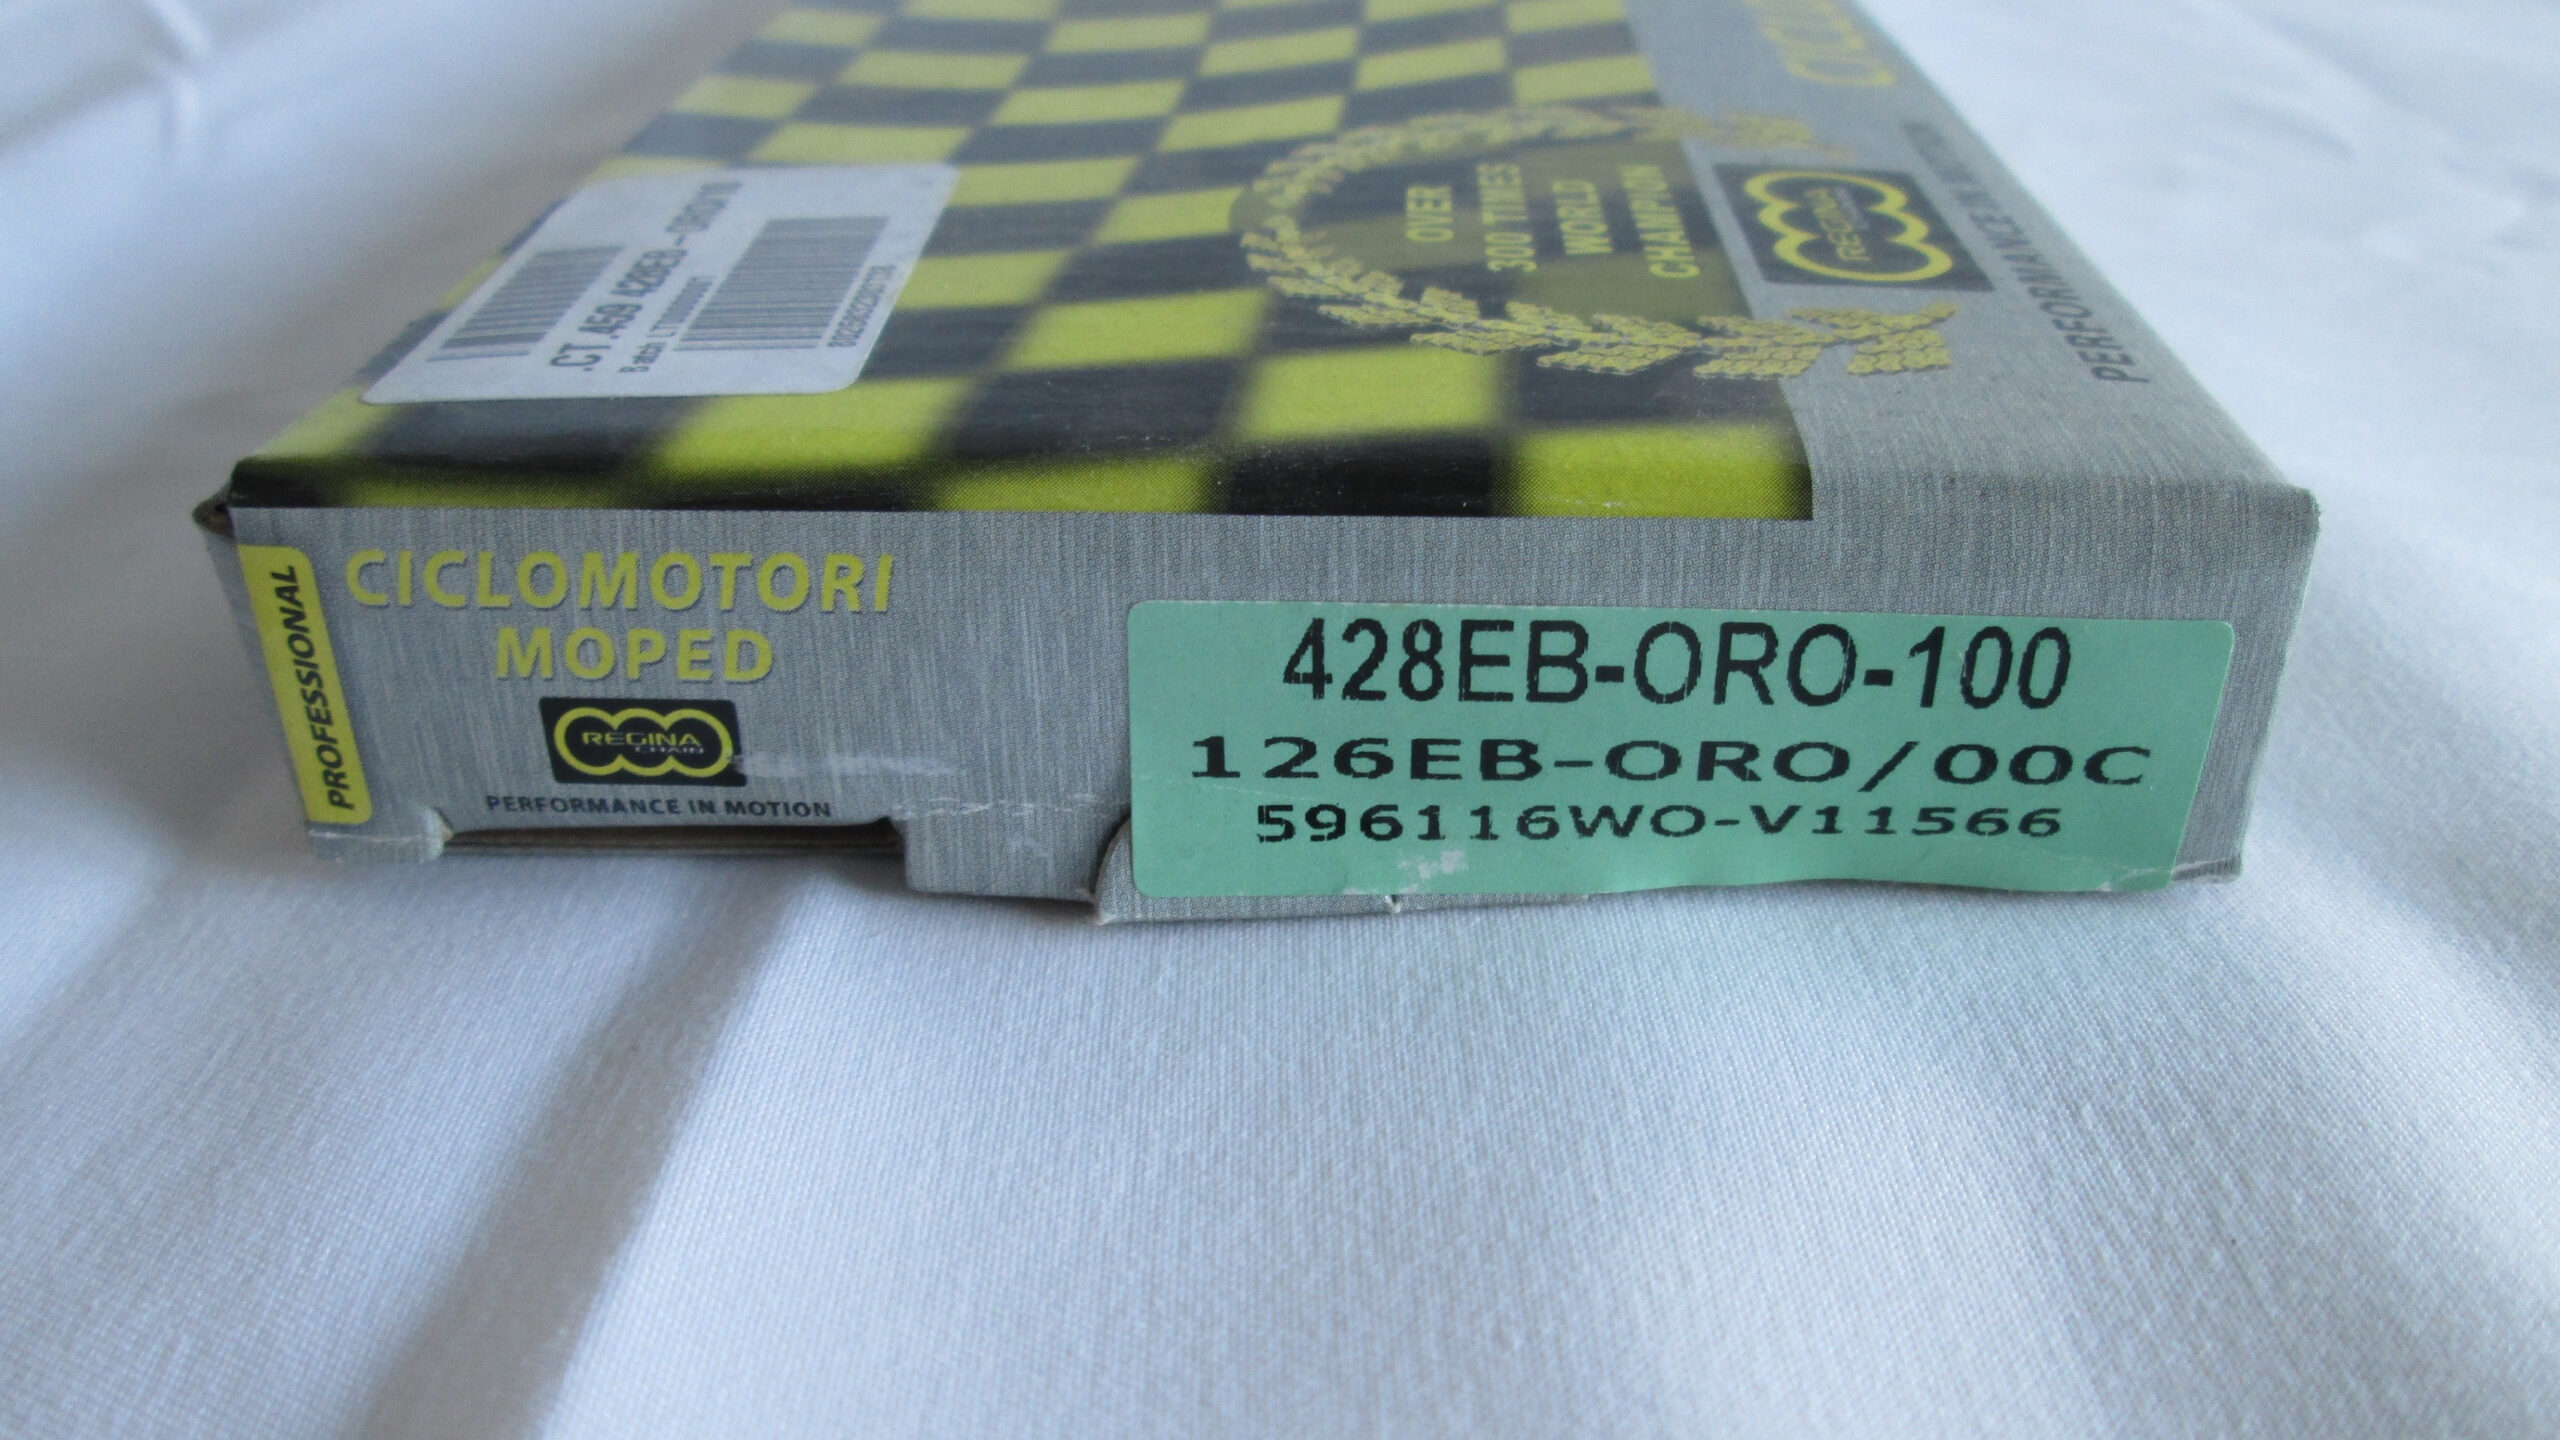 OVER
300 TIMES
WORLD
CHAMPION
REGINA
PERFORMANCE IN MOTION
PROFESSIONAL
CICLOMOTORI
MOPED
REGINA
CHAIN
PERFORMANCE IN MOTION
428EB-ORO-100
126EB-ORO/00C
596116WO-V11566